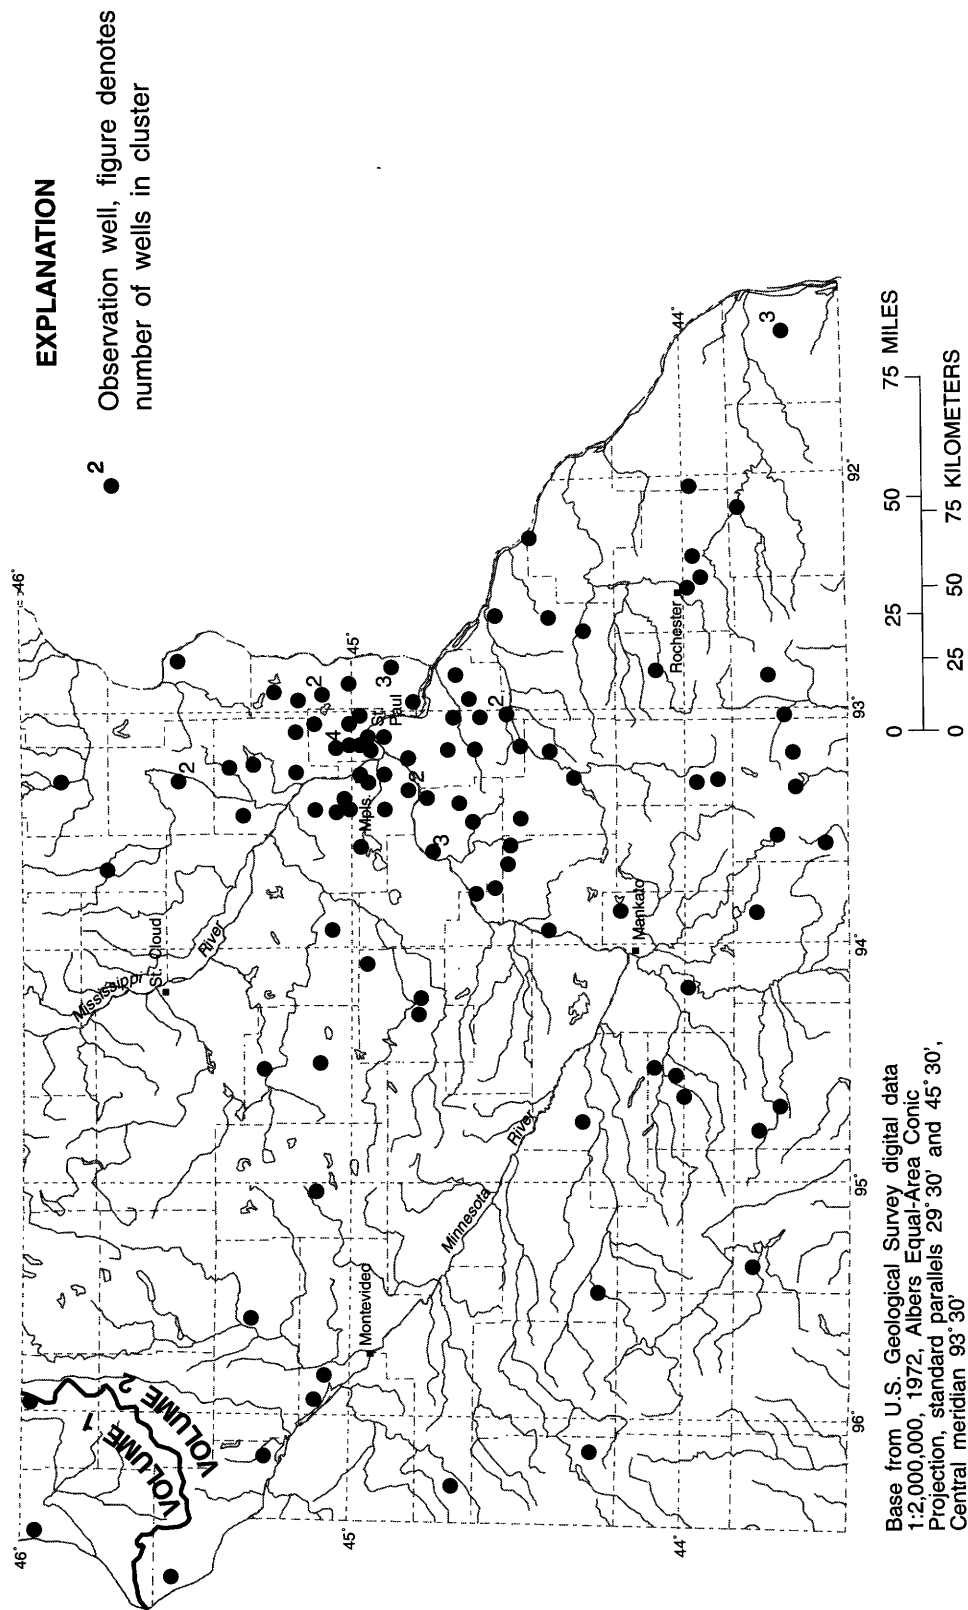 EXPLANATION
2
Observation well, figure denotes
number of wells in cluster
46°
46°
VOLUME 1
VOLUME 2
Mississippi
St. Cloud
River
2
2
45°
45°
4
St.
Paul
3
Mpls.
2
3
2
Montevideo
Minnesota
River
Mankato
Rochester
44°
44°
3
96°
95°
94°
93°
92°
0 25 50 75 MILES
0 25 50 75 KILOMETERS
Base from U.S. Geological Survey digital data
1:2,000,000, 1972, Albers Equal-Area Conic
Projection, standard parallels 29°30' and 45°30',
Central meridian 93°30'